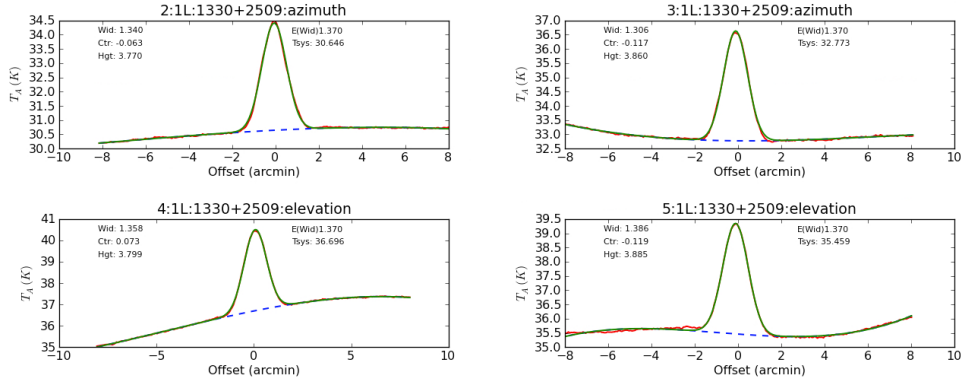 2:1L:1330+2509:azimuth
Wid: 1.340
Ctr: -0.063
Hgt: 3.770
E(Wid)1.370
Tsys: 30.646
T_A (K)
34.5
34.0
33.5
33.0
32.5
32.0
31.5
31.0
30.5
30.0
−10 −8 −6 −4 −2 0 2 4 6 8
Offset (arcmin)
3:1L:1330+2509:azimuth
Wid: 1.306
Ctr: -0.117
Hgt: 3.860
E(Wid)1.370
Tsys: 32.773
T_A (K)
37.0
36.5
36.0
35.5
35.0
34.5
34.0
33.5
33.0
32.5
−8 −6 −4 −2 0 2 4 6 8
Offset (arcmin)
4:1L:1330+2509:elevation
Wid: 1.358
Ctr: 0.073
Hgt: 3.799
E(Wid)1.370
Tsys: 36.696
T_A (K)
41
40
39
38
37
36
35
−10 −5 0 5 10
Offset (arcmin)
5:1L:1330+2509:elevation
Wid: 1.386
Ctr: -0.119
Hgt: 3.885
E(Wid)1.370
Tsys: 35.459
T_A (K)
39.5
39.0
38.5
38.0
37.5
37.0
36.5
36.0
35.5
35.0
−8 −6 −4 −2 0 2 4 6 8
Offset (arcmin)